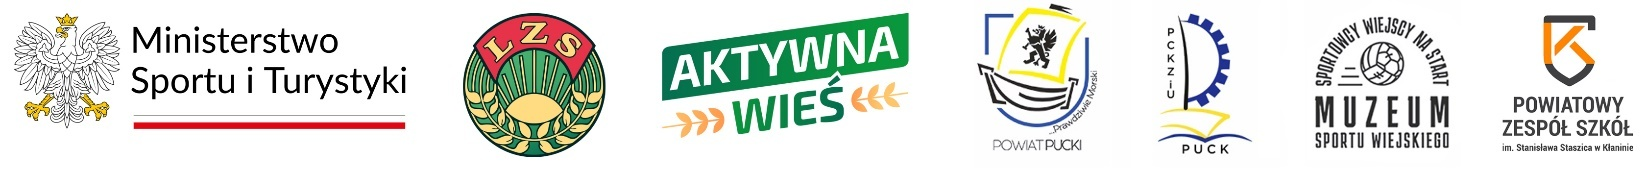 Ministerstwo
Sportu i Turystyki
LZS
AKTYWNA
WIEŚ
...Prawdziwie Morski
POWIAT PUCKI
PCKZiU
PUCK
SPORTOWCY WIEJSCY NA START
MUZEUM
SPORTU WIEJSKIEGO
POWIATOWY
ZESPÓŁ SZKÓŁ
im. Stanisława Staszica w Kłaninie